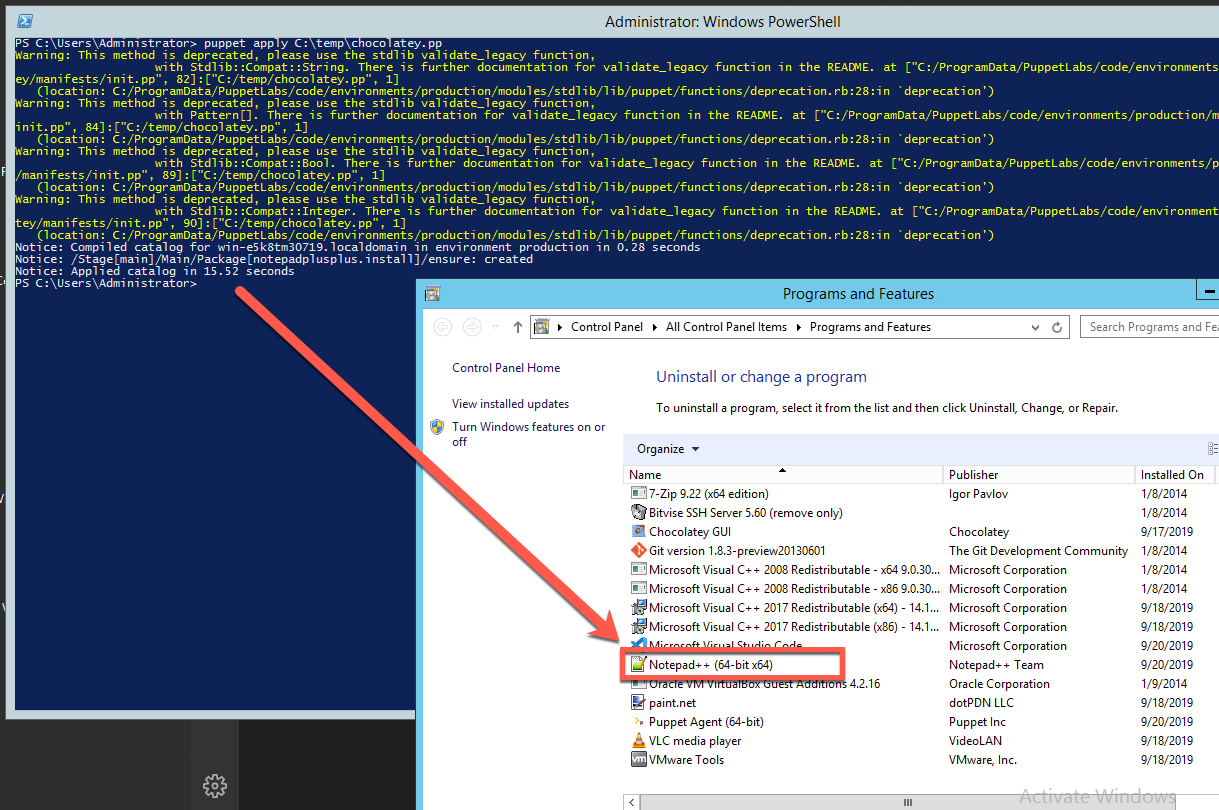 Administrator: Windows PowerShell
PS C:\Users\Administrator> puppet apply C:\temp\chocolatey.pp
Warning: This method is deprecated, please use the stdlib validate_legacy function,
with Stdlib::Compat::String. There is further documentation for validate_legacy function in the README. at ["C:/ProgramData/PuppetLabs/code/environments
ey/manifests/init.pp", 82]:["C:/temp/chocolatey.pp", 1]
(location: C:/ProgramData/PuppetLabs/code/environments/production/modules/stdlib/lib/puppet/functions/deprecation.rb:28:in `deprecation')
Warning: This method is deprecated, please use the stdlib validate_legacy function,
with Pattern[]. There is further documentation for validate_legacy function in the README. at ["C:/ProgramData/PuppetLabs/code/environments/production/m
init.pp", 84]:["C:/temp/chocolatey.pp", 1]
(location: C:/ProgramData/PuppetLabs/code/environments/production/modules/stdlib/lib/puppet/functions/deprecation.rb:28:in `deprecation')
Warning: This method is deprecated, please use the stdlib validate_legacy function,
with Stdlib::Compat::Bool. There is further documentation for validate_legacy function in the README. at ["C:/ProgramData/PuppetLabs/code/environments/p
/manifests/init.pp", 89]:["C:/temp/chocolatey.pp", 1]
(location: C:/ProgramData/PuppetLabs/code/environments/production/modules/stdlib/lib/puppet/functions/deprecation.rb:28:in `deprecation')
Warning: This method is deprecated, please use the stdlib validate_legacy function,
with Stdlib::Compat::Integer. There is further documentation for validate_legacy function in the README. at ["C:/ProgramData/PuppetLabs/code/environment
tey/manifests/init.pp", 90]:["C:/temp/chocolatey.pp", 1]
(location: C:/ProgramData/PuppetLabs/code/environments/production/modules/stdlib/lib/puppet/functions/deprecation.rb:28:in `deprecation')
Notice: Compiled catalog for win-e5k8tm30719.localdomain in environment production in 0.28 seconds
Notice: /Stage[main]/Main/Package[notepadplusplus.install]/ensure: created
Notice: Applied catalog in 15.52 seconds
PS C:\Users\Administrator>
Programs and Features
Control Panel All Control Panel Items Programs and Features
Search Programs and Fea
Control Panel Home
View installed updates
Turn Windows features on or
off
Uninstall or change a program
To uninstall a program, select it from the list and then click Uninstall, Change, or Repair.
Organize
Name Publisher Installed On
7-Zip 9.22 (x64 edition) Igor Pavlov 1/8/2014
Bitvise SSH Server 5.60 (remove only) 1/8/2014
Chocolatey GUI Chocolatey 9/17/2019
Git version 1.8.3-preview20130601 The Git Development Community 1/8/2014
Microsoft Visual C++ 2008 Redistributable - x64 9.0.30... Microsoft Corporation 1/8/2014
Microsoft Visual C++ 2008 Redistributable - x86 9.0.30... Microsoft Corporation 1/8/2014
Microsoft Visual C++ 2017 Redistributable (x64) - 14.1... Microsoft Corporation 9/18/2019
Microsoft Visual C++ 2017 Redistributable (x86) - 14.1... Microsoft Corporation 9/18/2019
Microsoft Visual Studio Code Microsoft Corporation 9/20/2019
Notepad++ (64-bit x64) Notepad++ Team 9/20/2019
Oracle VM VirtualBox Guest Additions 4.2.16 Oracle Corporation 1/9/2014
paint.net dotPDN LLC 9/18/2019
Puppet Agent (64-bit) Puppet Inc 9/20/2019
VLC media player VideoLAN 9/18/2019
VMware Tools VMware, Inc. 9/18/2019
Activate Windows